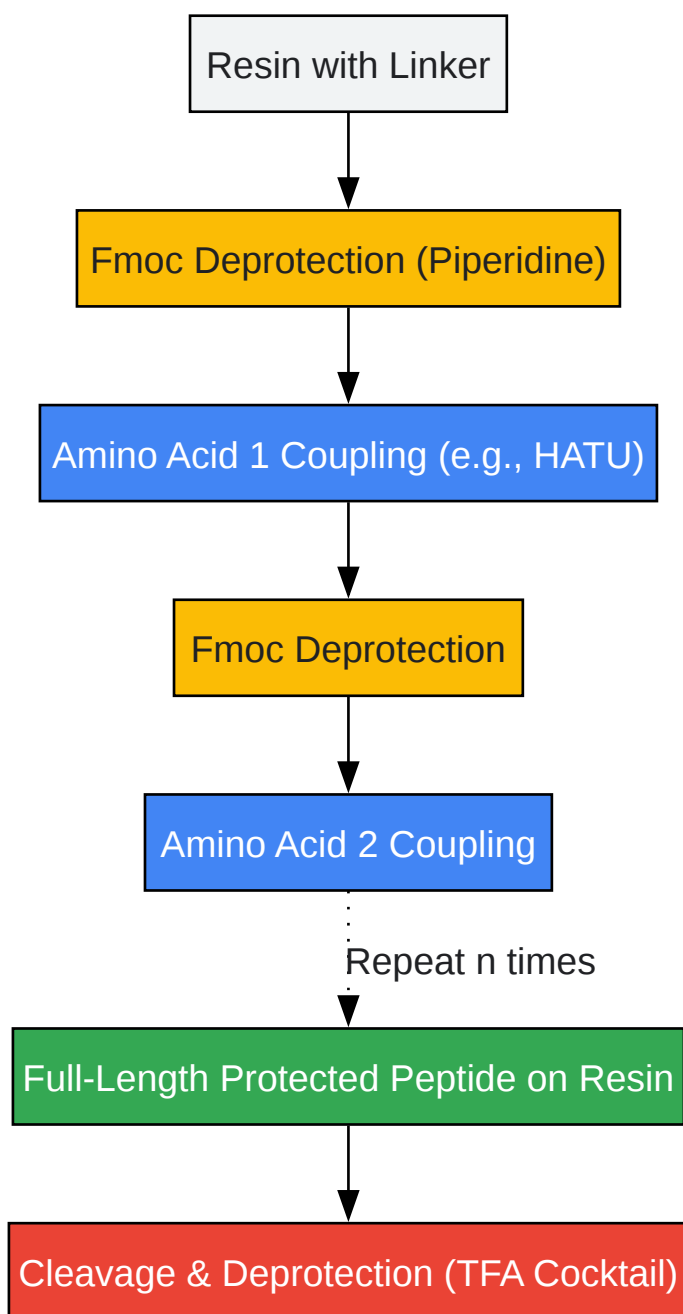 Resin with Linker
Fmoc Deprotection (Piperidine)
Amino Acid 1 Coupling (e.g., HATU)
Fmoc Deprotection
Amino Acid 2 Coupling
Repeat n times
Full-Length Protected Peptide on Resin
Cleavage & Deprotection (TFA Cocktail)